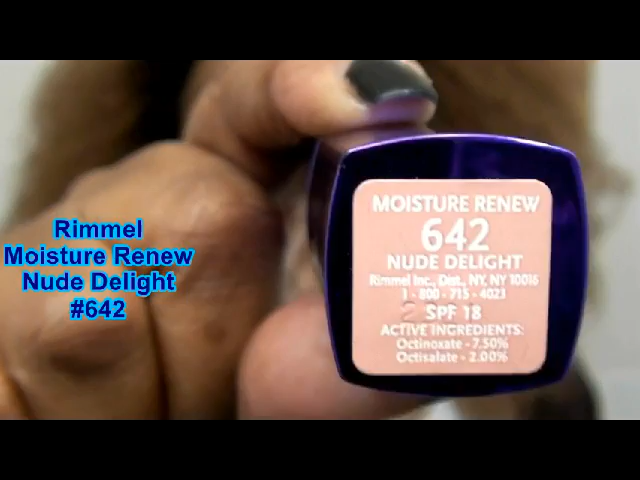 Rimmel
Moisture Renew
Nude Delight
#642
MOISTURE RENEW
642
NUDE DELIGHT
Rimmel Inc., Dist., NY, NY 10016
1 - 800 - 715 - 4023
SPF 18
ACTIVE INGREDIENTS:
Octinoxate - 7.50%
Octisalate - 2.00%